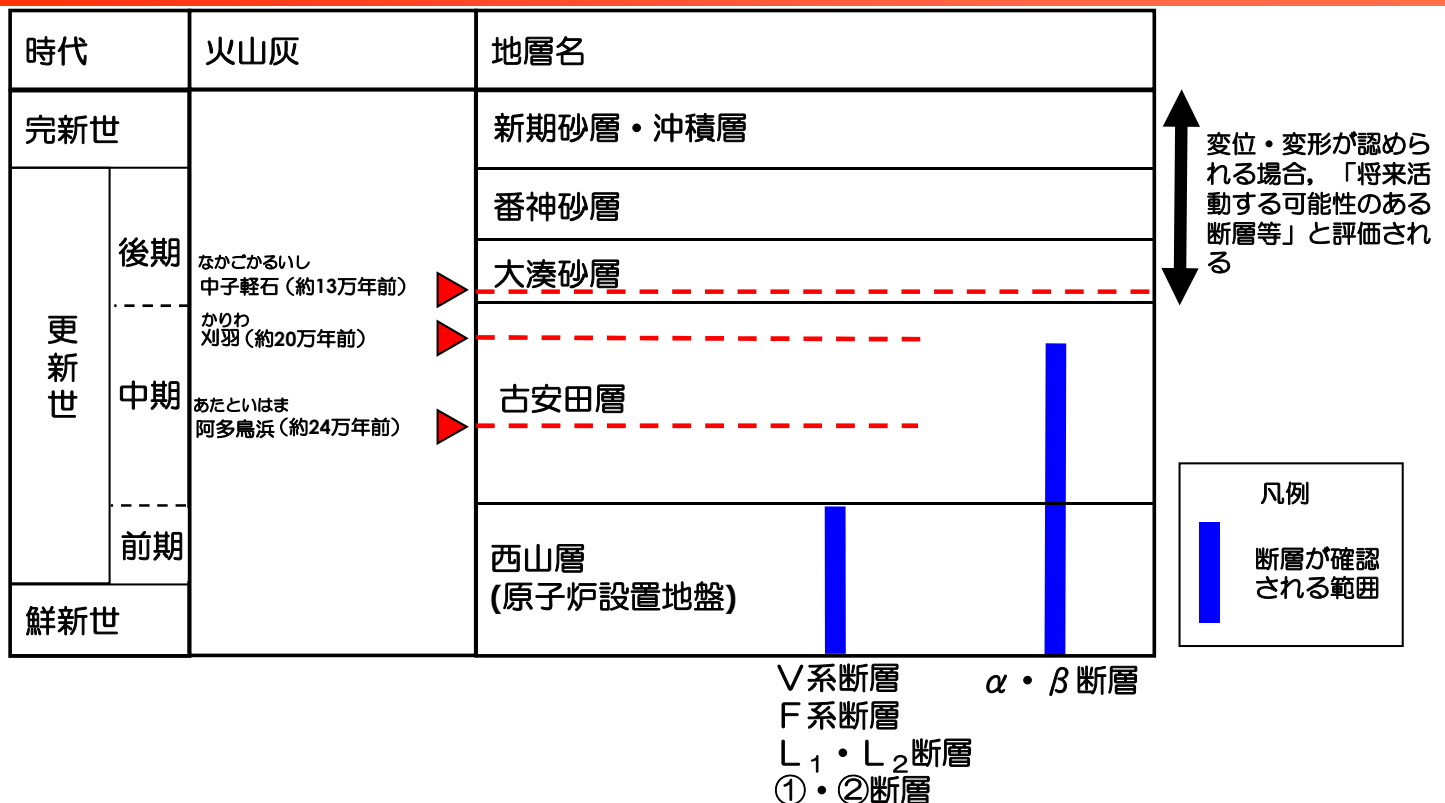 時代
火山灰
地層名
完新世
新期砂層・沖積層
変位・変形が認めら
れる場合，「将来活
動する可能性のある
断層等」と評価され
る
更
新
世
後期
番神砂層
なかごかるいし
中子軽石（約13万年前）
大湊砂層
中期
かりわ
刈羽（約20万年前）
古安田層
あたといはま
阿多鳥浜（約24万年前）
前期
西山層
(原子炉設置地盤)
鮮新世
凡例
断層が確認
される範囲
Ｖ系断層
Ｆ系断層
Ｌ₁・Ｌ₂断層
①・②断層
α・β断層